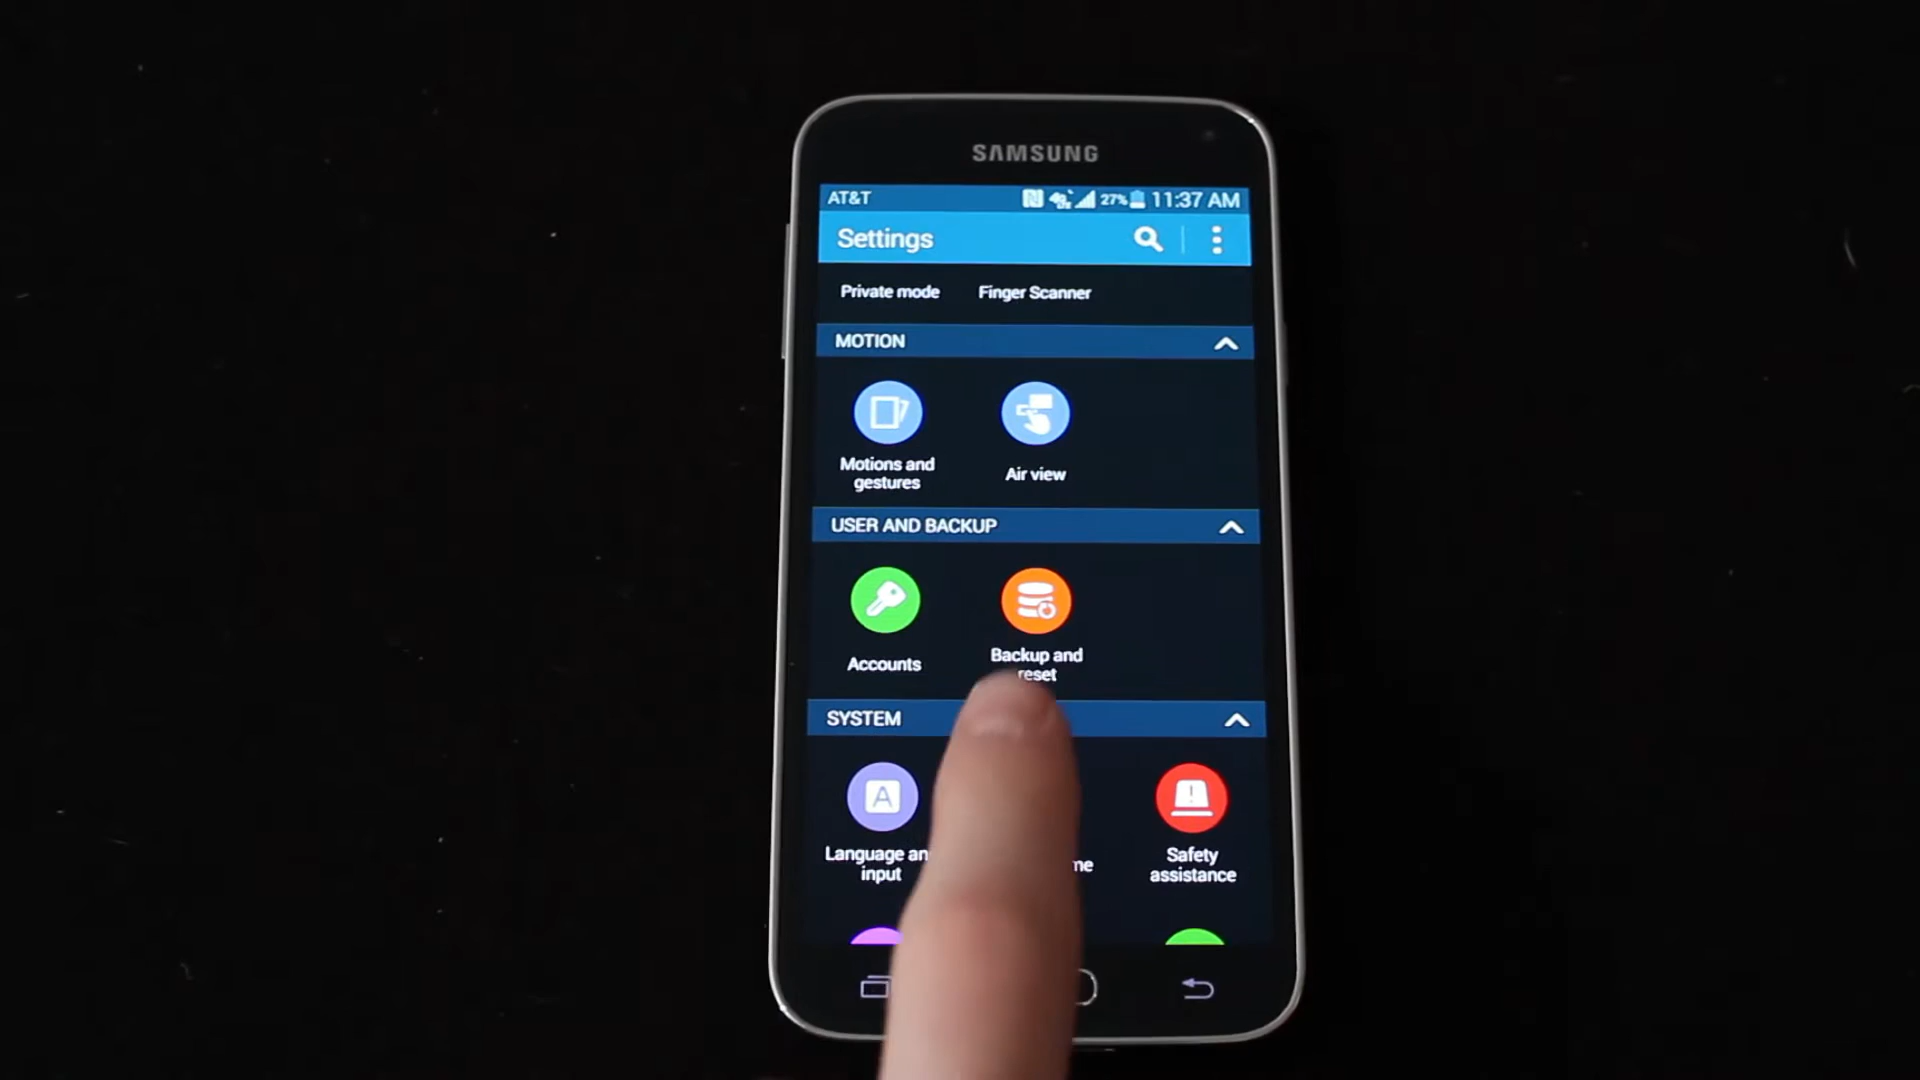 SAMSUNG
AT&T 27% 11:37 AM
Settings
Private mode Finger Scanner
MOTION
Motions and
gestures
Air view
USER AND BACKUP
Accounts
Backup and
reset
SYSTEM
A
Language
input
Safety
assistance